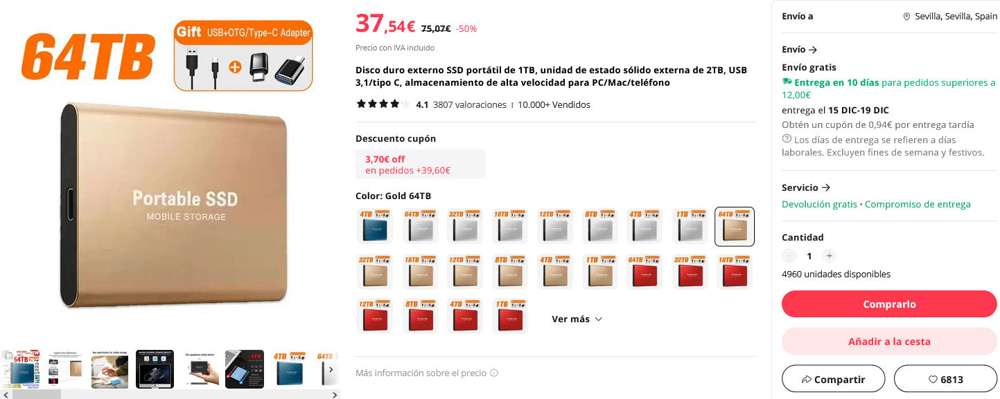 64TB
Gift USB+OTG/Type-C Adapter
Portable SSD
MOBILE STORAGE
64TB
4TB
4TB
64TB
37,54€ 75,07€ -50%
Precio con IVA incluido
Disco duro externo SSD portátil de 1TB, unidad de estado sólido externa de 2TB, USB
3,1/tipo C, almacenamiento de alta velocidad para PC/Mac/teléfono
4.1 3807 valoraciones | 10.000+ Vendidos
Descuento cupón
3,70€ off
en pedidos +39,60€
Color: Gold 64TB
4TB 64TB 32TB 16TB 12TB 8TB 4TB 1TB 64TB
32TB 16TB 12TB 8TB 4TB 1TB 64TB 32TB 16TB
12TB 8TB 4TB 1TB
Ver más
Más información sobre el precio
Envío a Sevilla, Sevilla, Spain
Envío
Envío gratis
Entrega en 10 días para pedidos superiores a
12,00€
entrega el 15 DIC-19 DIC
Obtén un cupón de 0,94€ por entrega tardía
Los días de entrega se refieren a días
laborales. Excluyen fines de semana y festivos.
Servicio
Devolución gratis • Compromiso de entrega
Cantidad
− 1 +
4960 unidades disponibles
Comprarlo
Añadir a la cesta
Compartir
6813